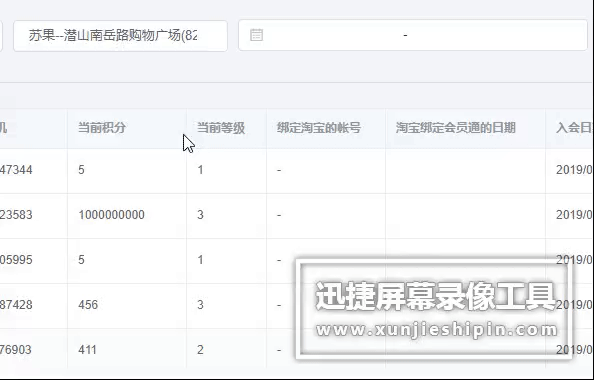 苏果--潜山南岳路购物广场(82 -
机 当前积分 当前等级 绑定淘宝的帐号 淘宝绑定会员通的日期 入会日
47344 5 1 - 2019/0
23583 1000000000 3 - 2019/0
05995 5 1 - 2019/0
87428 456 3 - 2019/0
76903 411 2 - 2019/0
迅捷屏幕录像工具
www.xunjieshipin.com